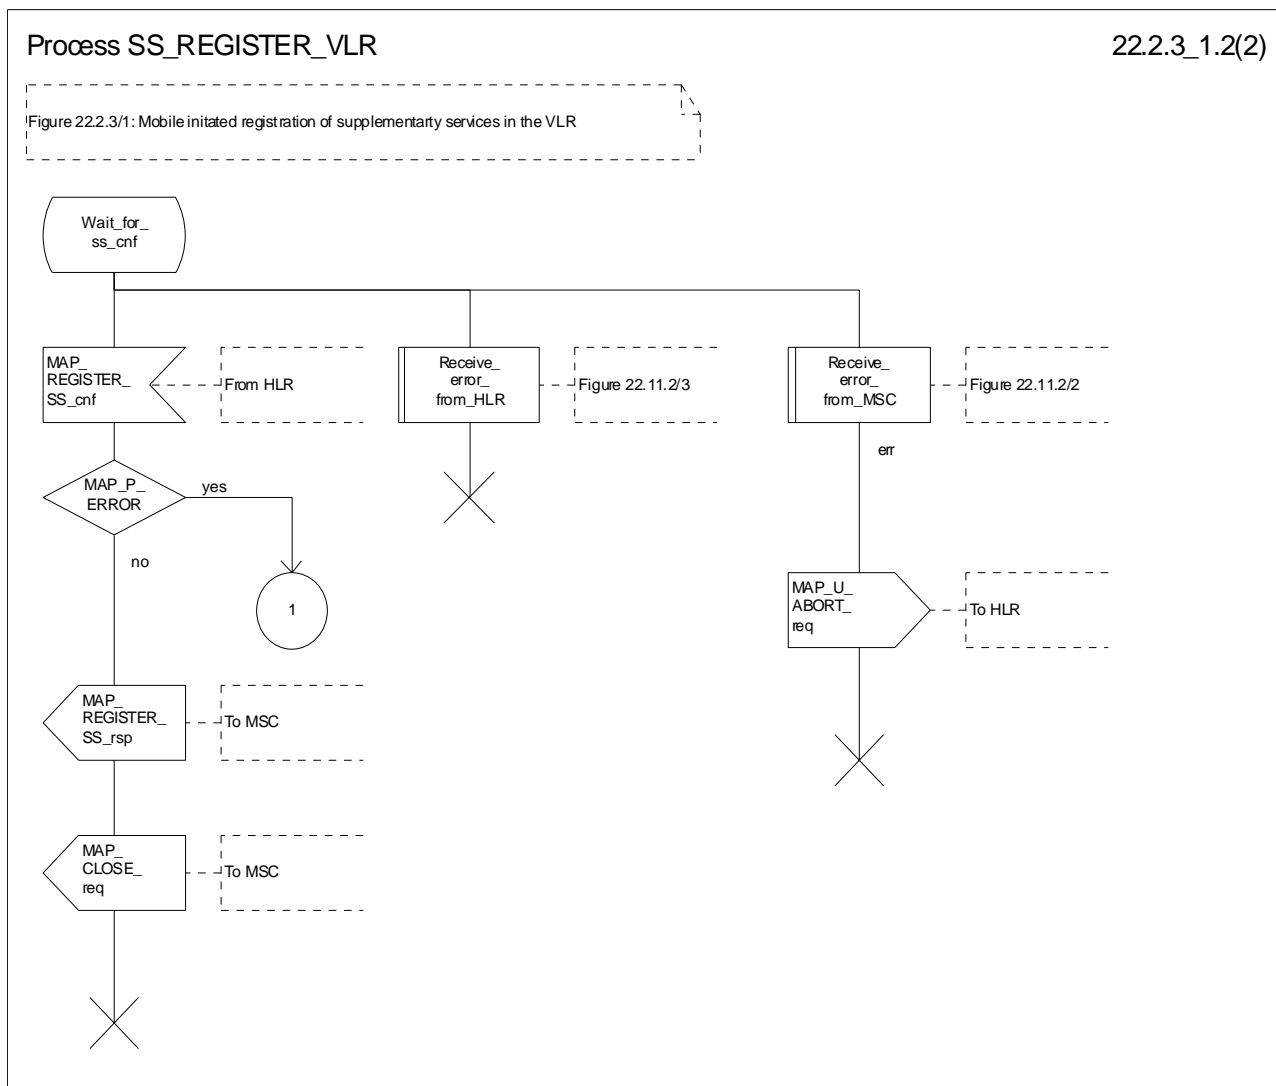 Process SS_REGISTER_VLR
22.2.3_1.2(2)
Figure 22.2.3/1: Mobile initated registration of supplementarty services in the VLR
Wait_for_
ss_cnf
MAP_
REGISTER_
SS_cnf
From HLR
Receive_
error_
from_HLR
Figure 22.11.2/3
Receive_
error_
from_MSC
Figure 22.11.2/2
err
MAP_P_
ERROR
yes
no
1
MAP_U_
ABORT_
req
To HLR
MAP_
REGISTER_
SS_rsp
To MSC
MAP_
CLOSE_
req
To MSC